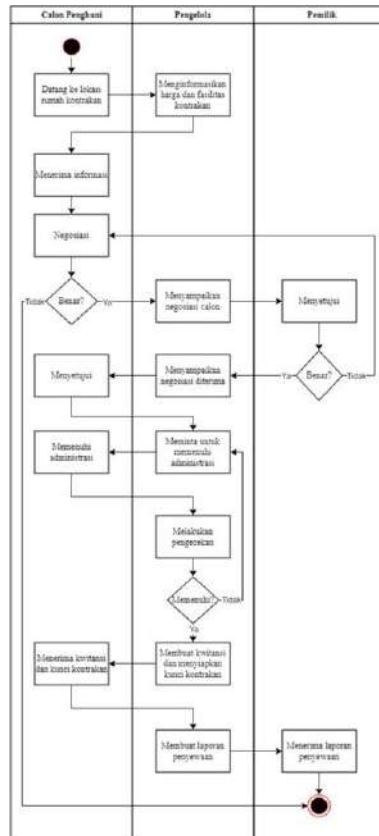 Calon Penghuni
Pengelola
Pemilik
Datang ke lokasi
rumah kontrakan
Menginformasikan
harga dan fasilitas
kontrakan
Menerima informasi
Negosiasi
Benar?
Tidak
Ya
Menyampaikan
negosiasi calon
Menyetujui
Benar?
Tidak
Ya
Menyampaikan
negosiasi diterima
Menyetujui
Meminta untuk
memenuhi
administrasi
Memenuhi
administrasi
Melakukan
pengecekan
Memenuhi?
Tidak
Ya
Membuat kwitansi
dan menyiapkan
kunci kontrakan
Menerima kwitansi
dan kunci kontrakan
Membuat laporan
penyewaan
Menerima laporan
penyewaan